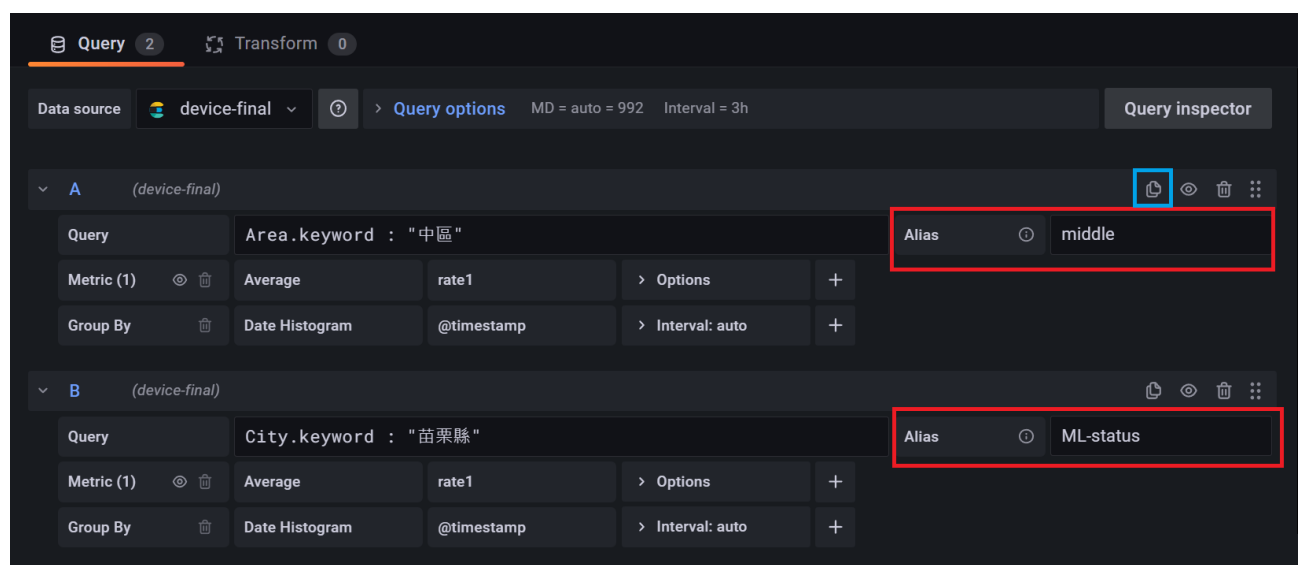 Query 2 Transform 0
Data source device-final Query options MD = auto = 992 Interval = 3h Query inspector
A (device-final)
Query Area.keyword : "中區" Alias middle
Metric (1) Average rate1 Options
Group By Date Histogram @timestamp Interval: auto
B (device-final)
Query City.keyword : "苗栗縣" Alias ML-status
Metric (1) Average rate1 Options
Group By Date Histogram @timestamp Interval: auto